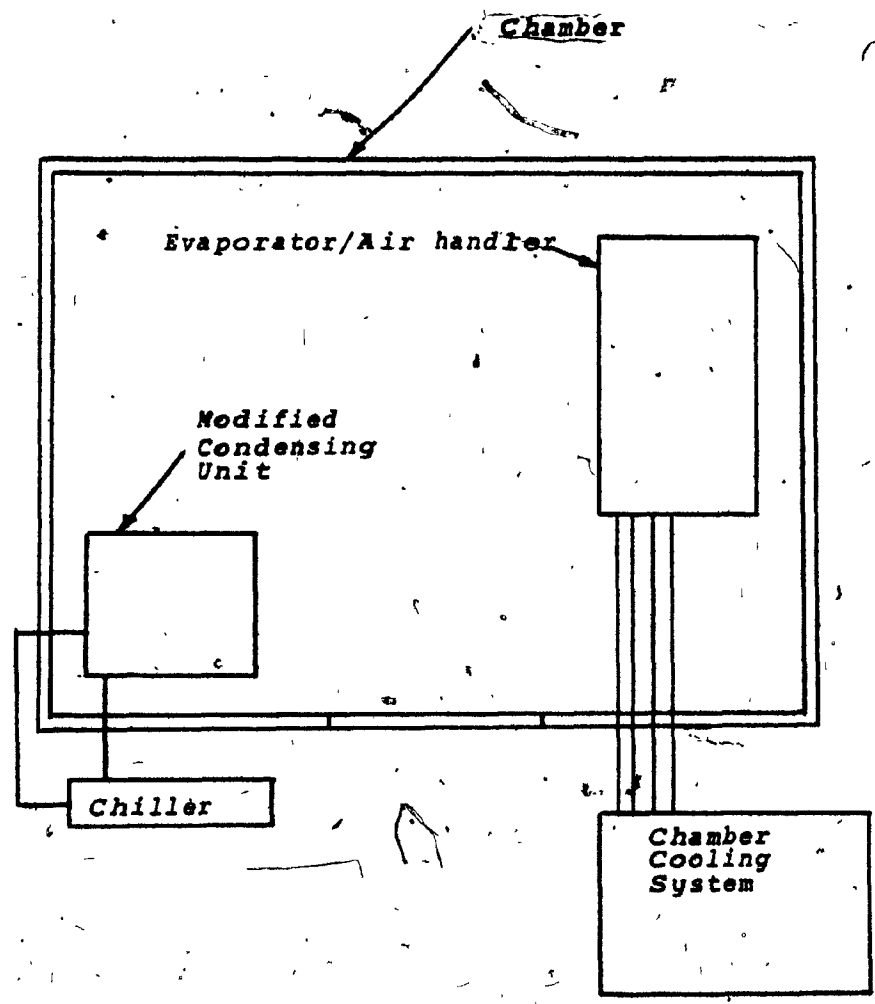 Chamber
Evaporator/Air handler
Modified
Condensing
Unit
Chiller
Chamber
Cooling
System